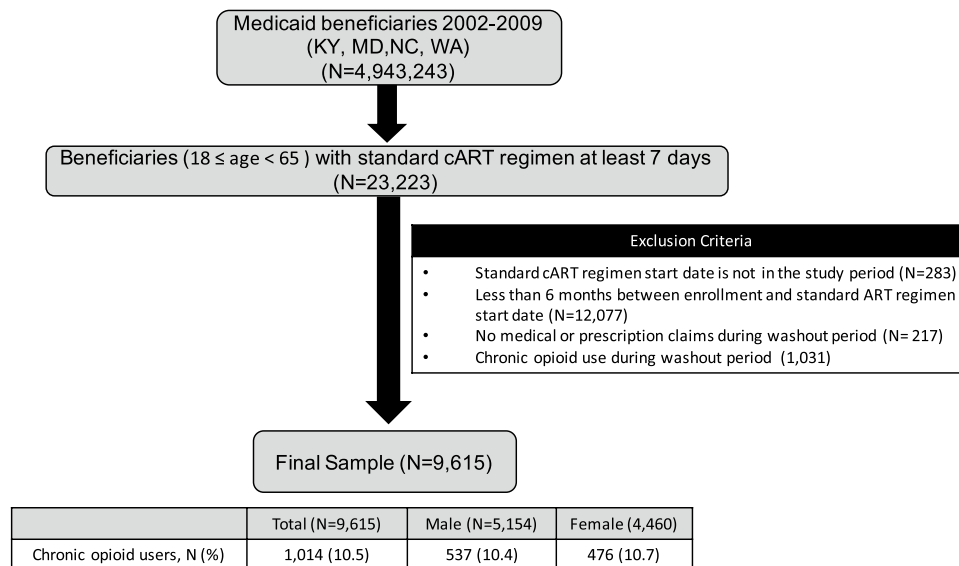 Medicaid beneficiaries 2002-2009
(KY, MD,NC, WA)
(N=4,943,243)
Beneficiaries (18 ≤ age < 65 ) with standard cART regimen at least 7 days
(N=23,223)
Exclusion Criteria
• Standard cART regimen start date is not in the study period (N=283)
• Less than 6 months between enrollment and standard ART regimen
start date (N=12,077)
• No medical or prescription claims during washout period (N= 217)
• Chronic opioid use during washout period (1,031)
Final Sample (N=9,615)
Total (N=9,615) Male (N=5,154) Female (4,460)
Chronic opioid users, N (%) 1,014 (10.5) 537 (10.4) 476 (10.7)